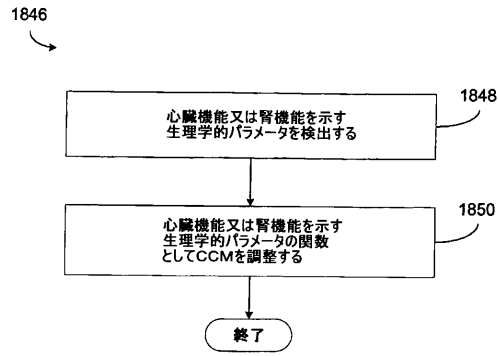 1846
1848
心臓機能又は腎機能を示す
生理学的パラメータを検出する
1850
心臓機能又は腎機能を示す
生理学的パラメータの関数
としてCCMを調整する
終了